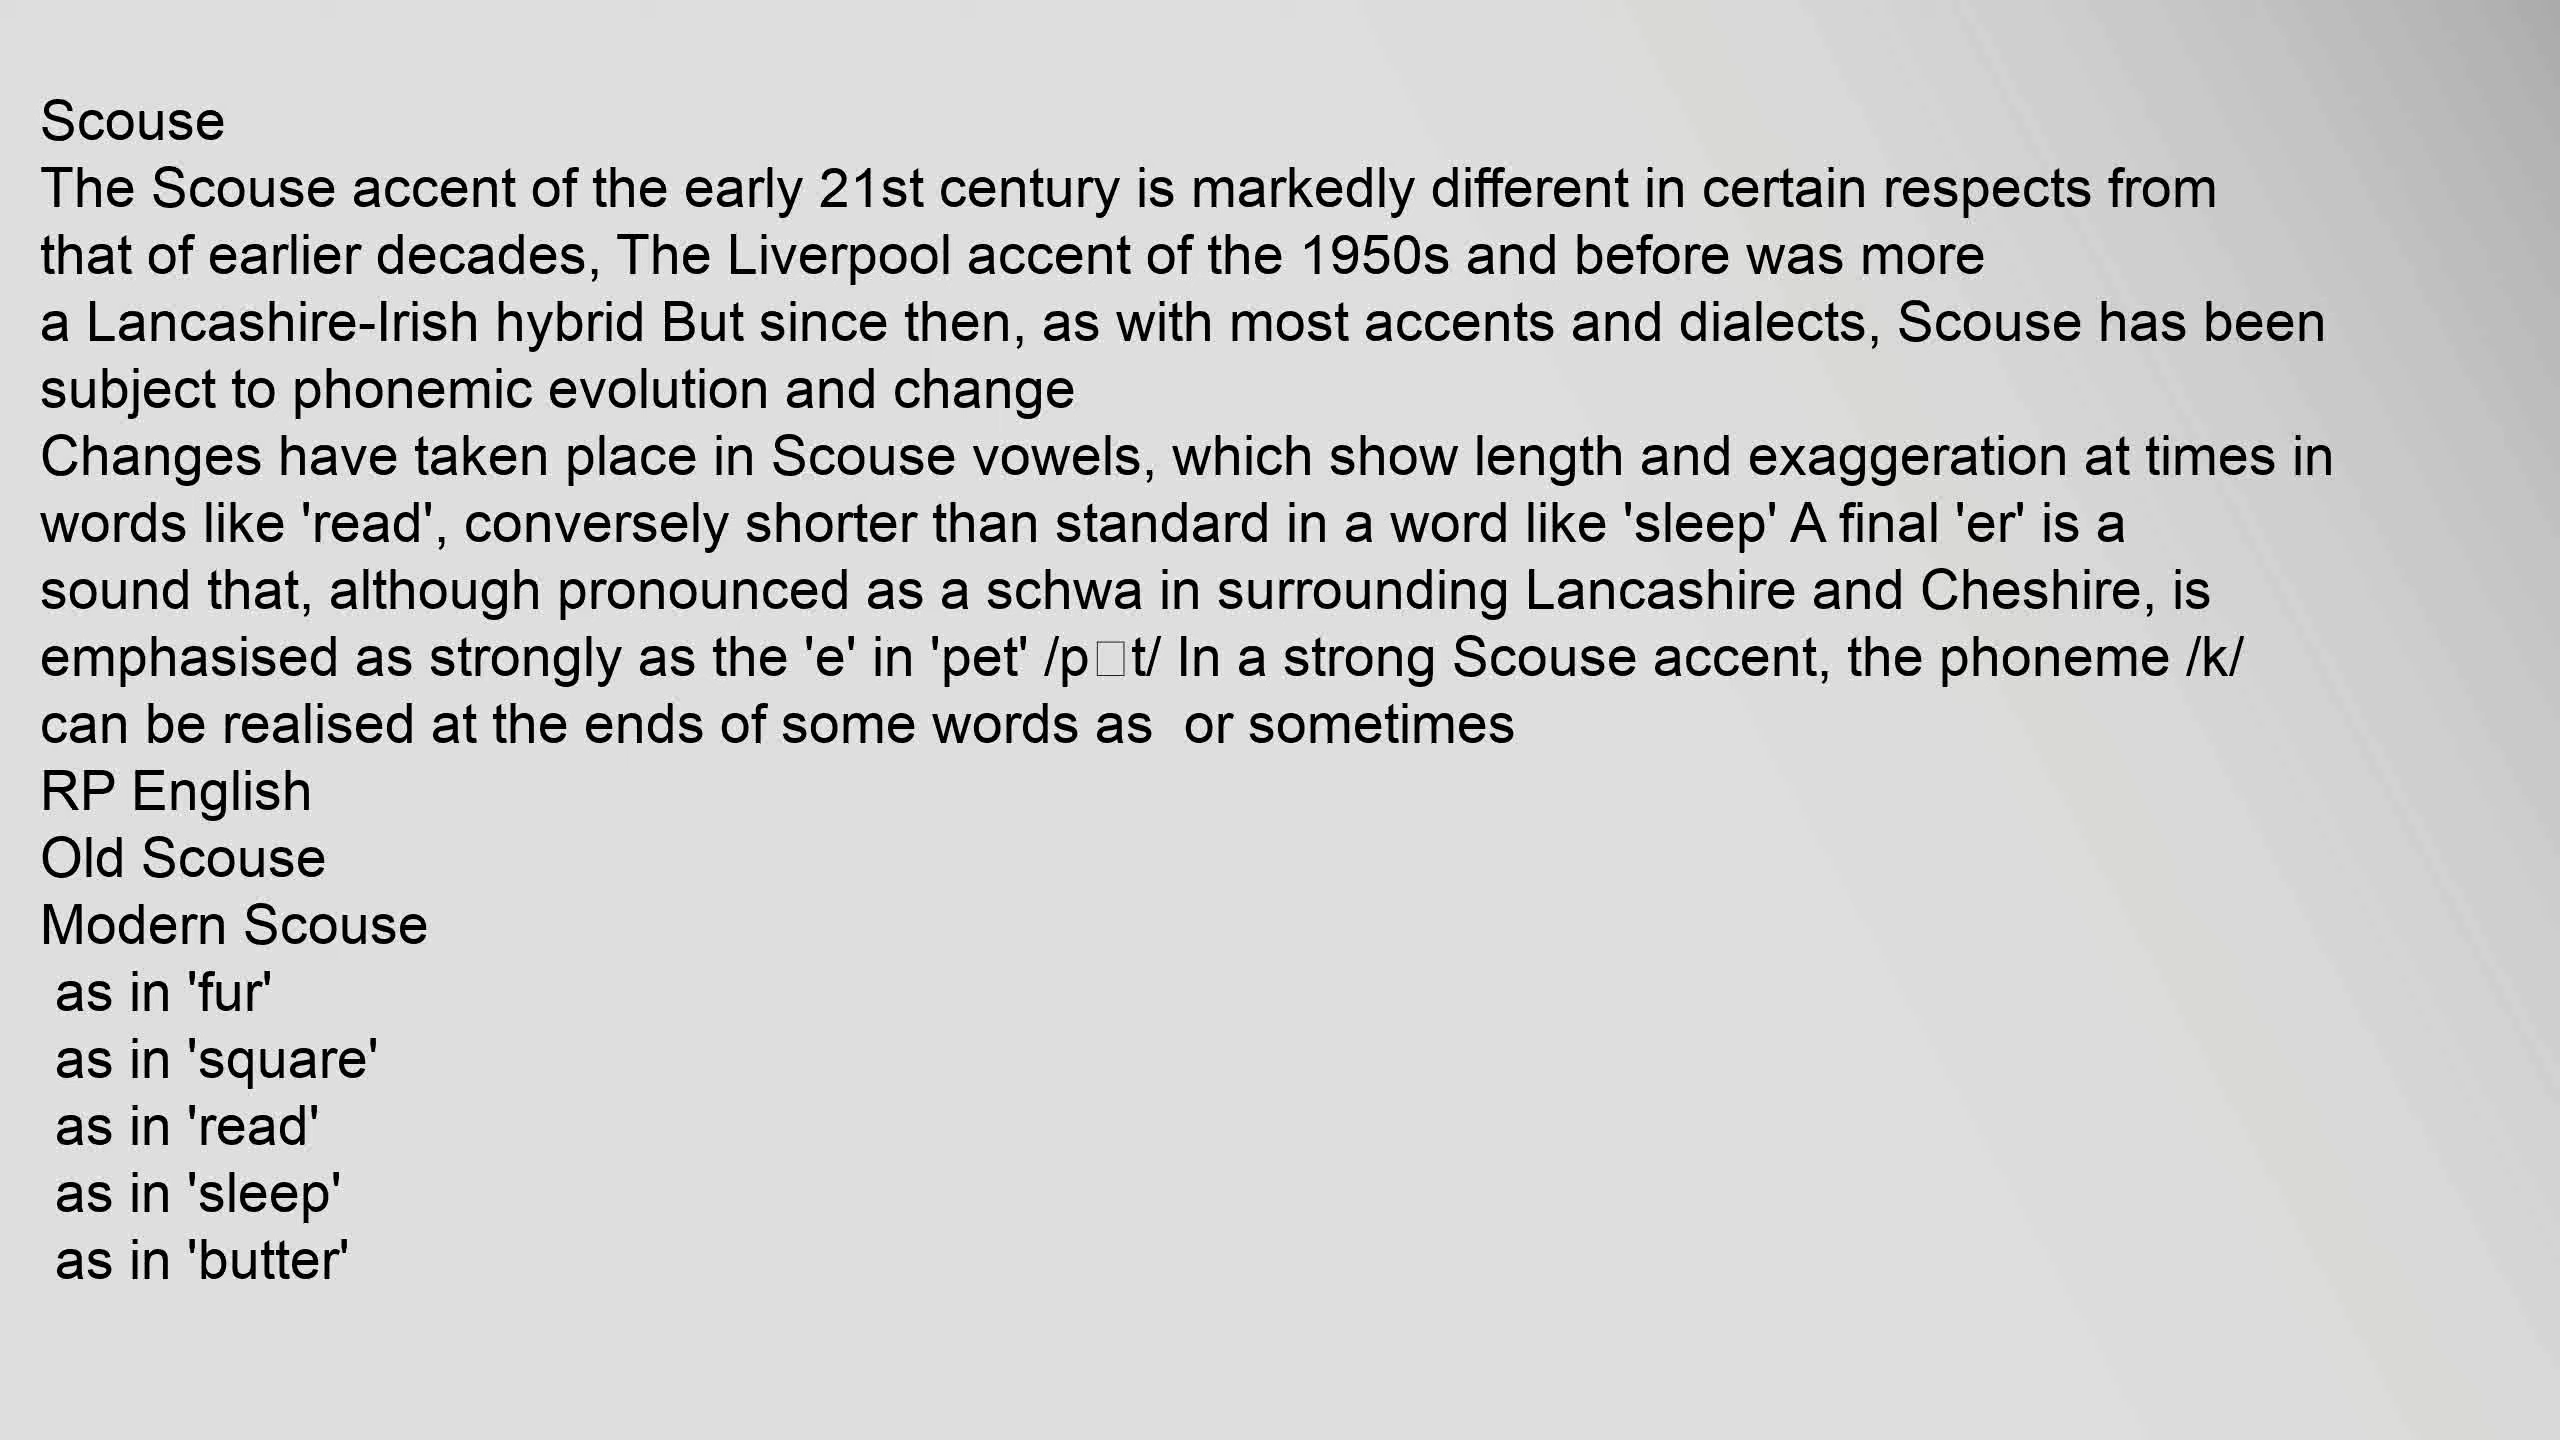 Scouse
The Scouse accent of the early 21st century is markedly different in certain respects from
that of earlier decades, The Liverpool accent of the 1950s and before was more
a Lancashire-Irish hybrid But since then, as with most accents and dialects, Scouse has been
subject to phonemic evolution and change
Changes have taken place in Scouse vowels, which show length and exaggeration at times in
words like 'read', conversely shorter than standard in a word like 'sleep' A final 'er' is a
sound that, although pronounced as a schwa in surrounding Lancashire and Cheshire, is
emphasised as strongly as the 'e' in 'pet' /p□t/ In a strong Scouse accent, the phoneme /k/
can be realised at the ends of some words as  or sometimes
RP English
Old Scouse
Modern Scouse
as in 'fur'
as in 'square'
as in 'read'
as in 'sleep'
as in 'butter'